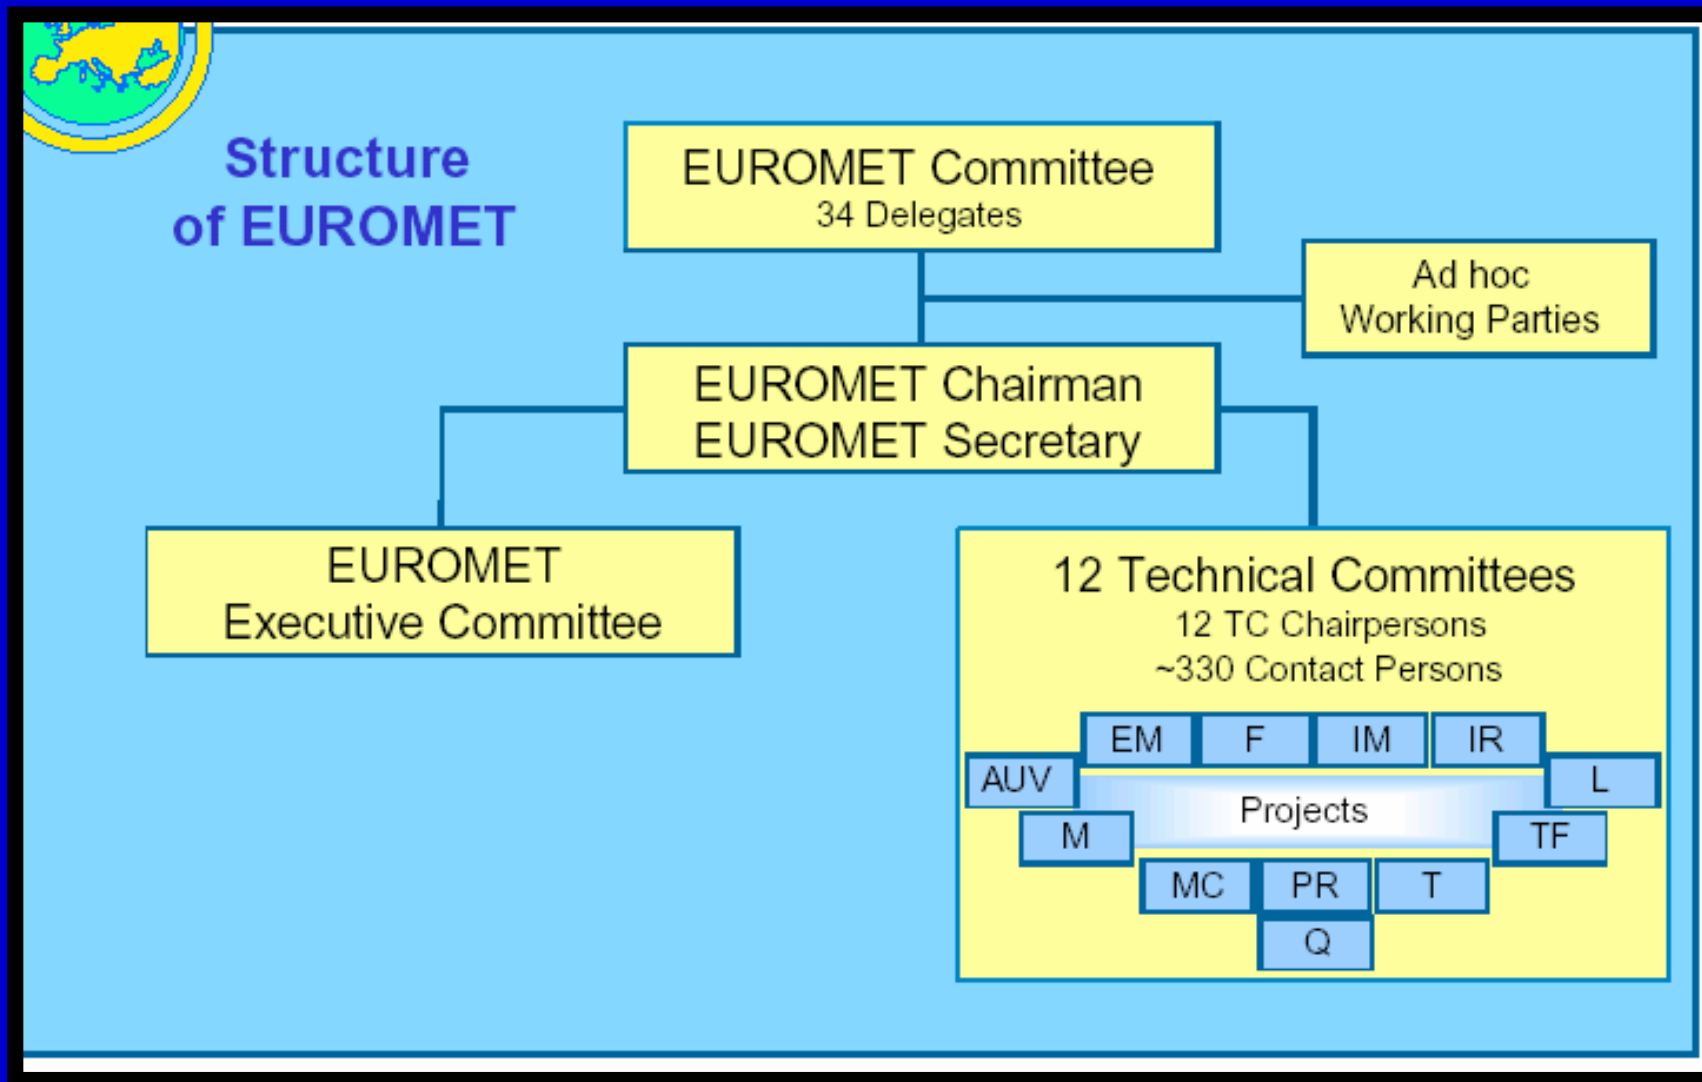 Structure
of EUROMET
EUROMET Committee
34 Delegates
Ad hoc
Working Parties
EUROMET Chairman
EUROMET Secretary
EUROMET
Executive Committee
12 Technical Committees
12 TC Chairpersons
~330 Contact Persons
EM F IM IR
AUV L
Projects
M TF
MC PR T
Q